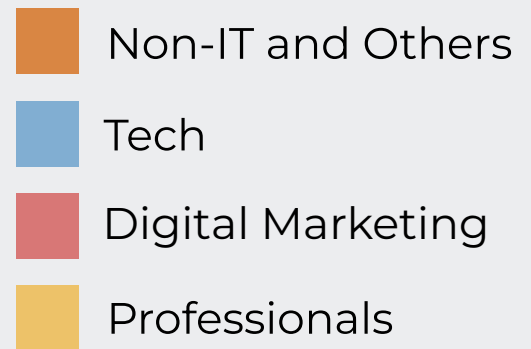 Non-IT and Others
Tech
Digital Marketing
Professionals